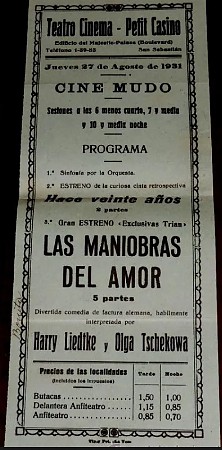 Teatro Cinema - Petit Casino
Edificio del Majestic-Palace (Boulevard)
Teléfono 1-59-52 San Sebastián
Jueves 27 de Agosto de 1931
CINE MUDO
Sesiones a las 6 menos cuarto, 7 y media
y 10 y media noche
PROGRAMA
1.º Sinfonía por la Orquesta.
2.º ESTRENO de la curiosa cinta retrospectiva
Hace veinte años
2 partes
3.º Gran ESTRENO «Exclusivas Trian»
LAS MANIOBRAS
DEL AMOR
5 partes
Divertida comedia de factura alemana, habilmente
interpretada por
Harry Liedtke y Olga Tschekowa
Precios de las localidades Tarde Noche
(incluídos los impuestos)
Butacas 1,50 1,00
Delantera Anfiteatro 1,15 0,85
Anfiteatro 0,85 0,70